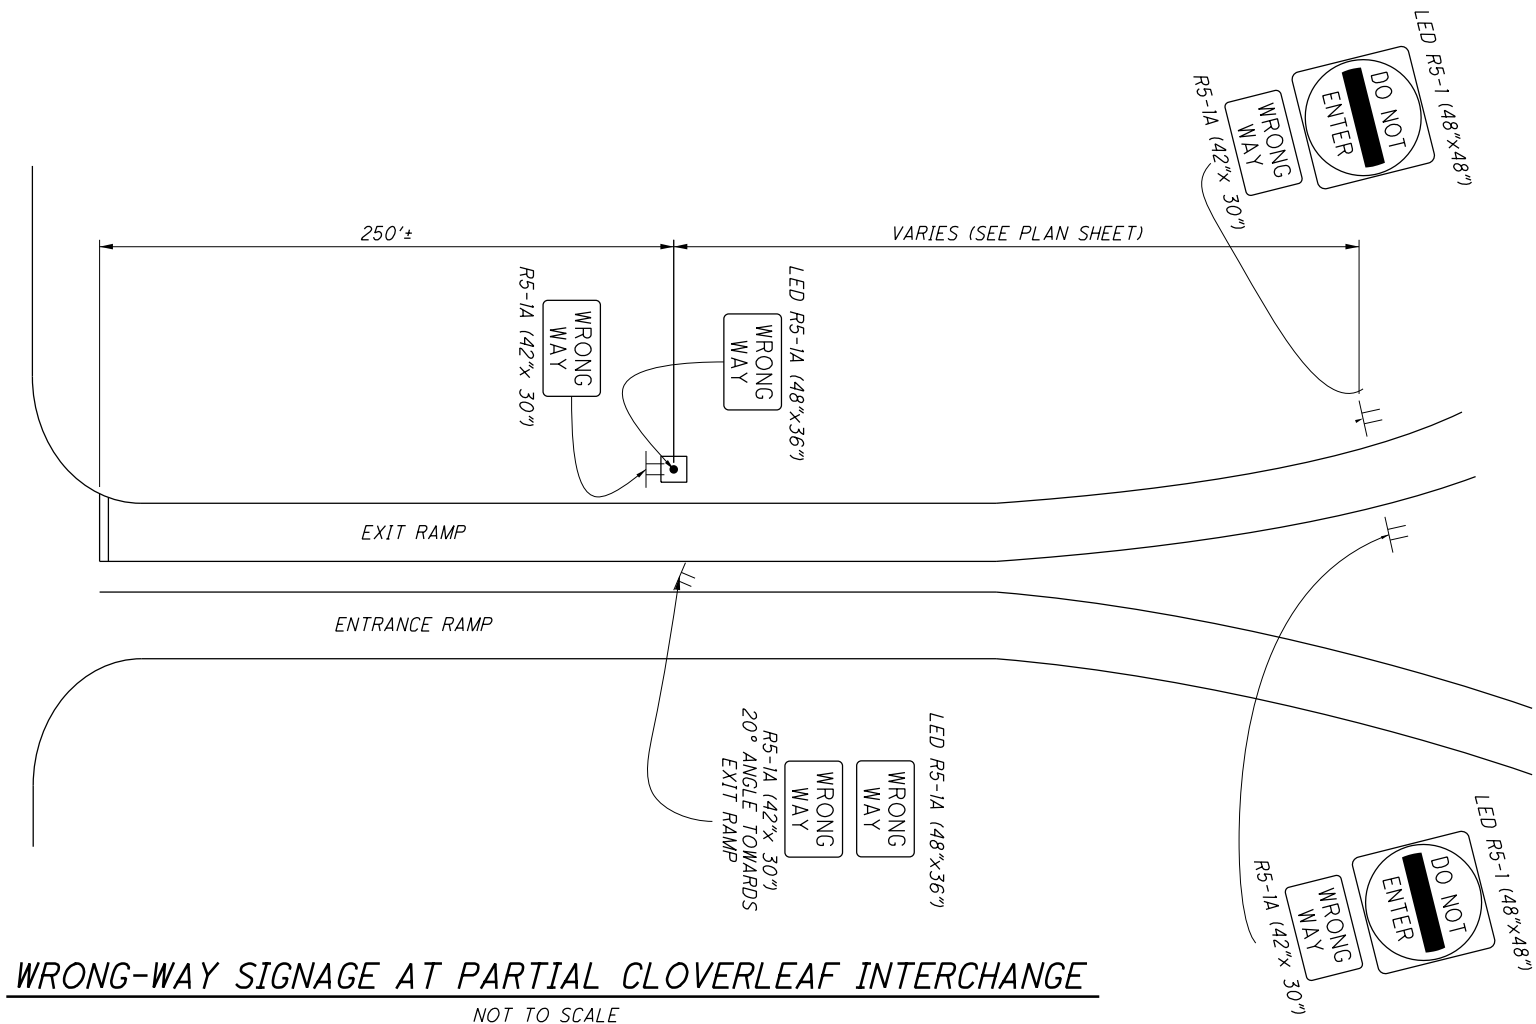 LED R5-1 (48"x48")
DO NOT
ENTER
WRONG
WAY
R5-1A (42"x 30")
250'±
VARIES (SEE PLAN SHEET)
LED R5-1A (48"x36")
WRONG
WAY
WRONG
WAY
R5-1A (42"x 30")
EXIT RAMP
ENTRANCE RAMP
LED R5-1A (48"x36")
WRONG
WAY
WRONG
WAY
R5-1A (42"x 30")
20° ANGLE TOWARDS
EXIT RAMP
LED R5-1 (48"x48")
DO NOT
ENTER
WRONG
WAY
R5-1A (42"x 30")
WRONG-WAY SIGNAGE AT PARTIAL CLOVERLEAF INTERCHANGE
NOT TO SCALE